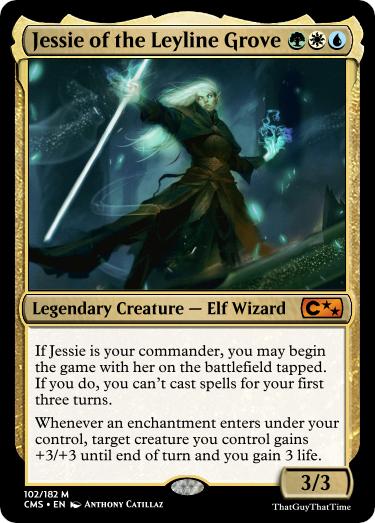 Jessie of the Leyline Grove
Legendary Creature — Elf Wizard
C
If Jessie is your commander, you may begin
the game with her on the battlefield tapped.
If you do, you can't cast spells for your first
three turns.
Whenever an enchantment enters under your
control, target creature you control gains
+3/+3 until end of turn and you gain 3 life.
3/3
102/182 M
CMS • EN Anthony Catillaz
ThatGuyThatTime